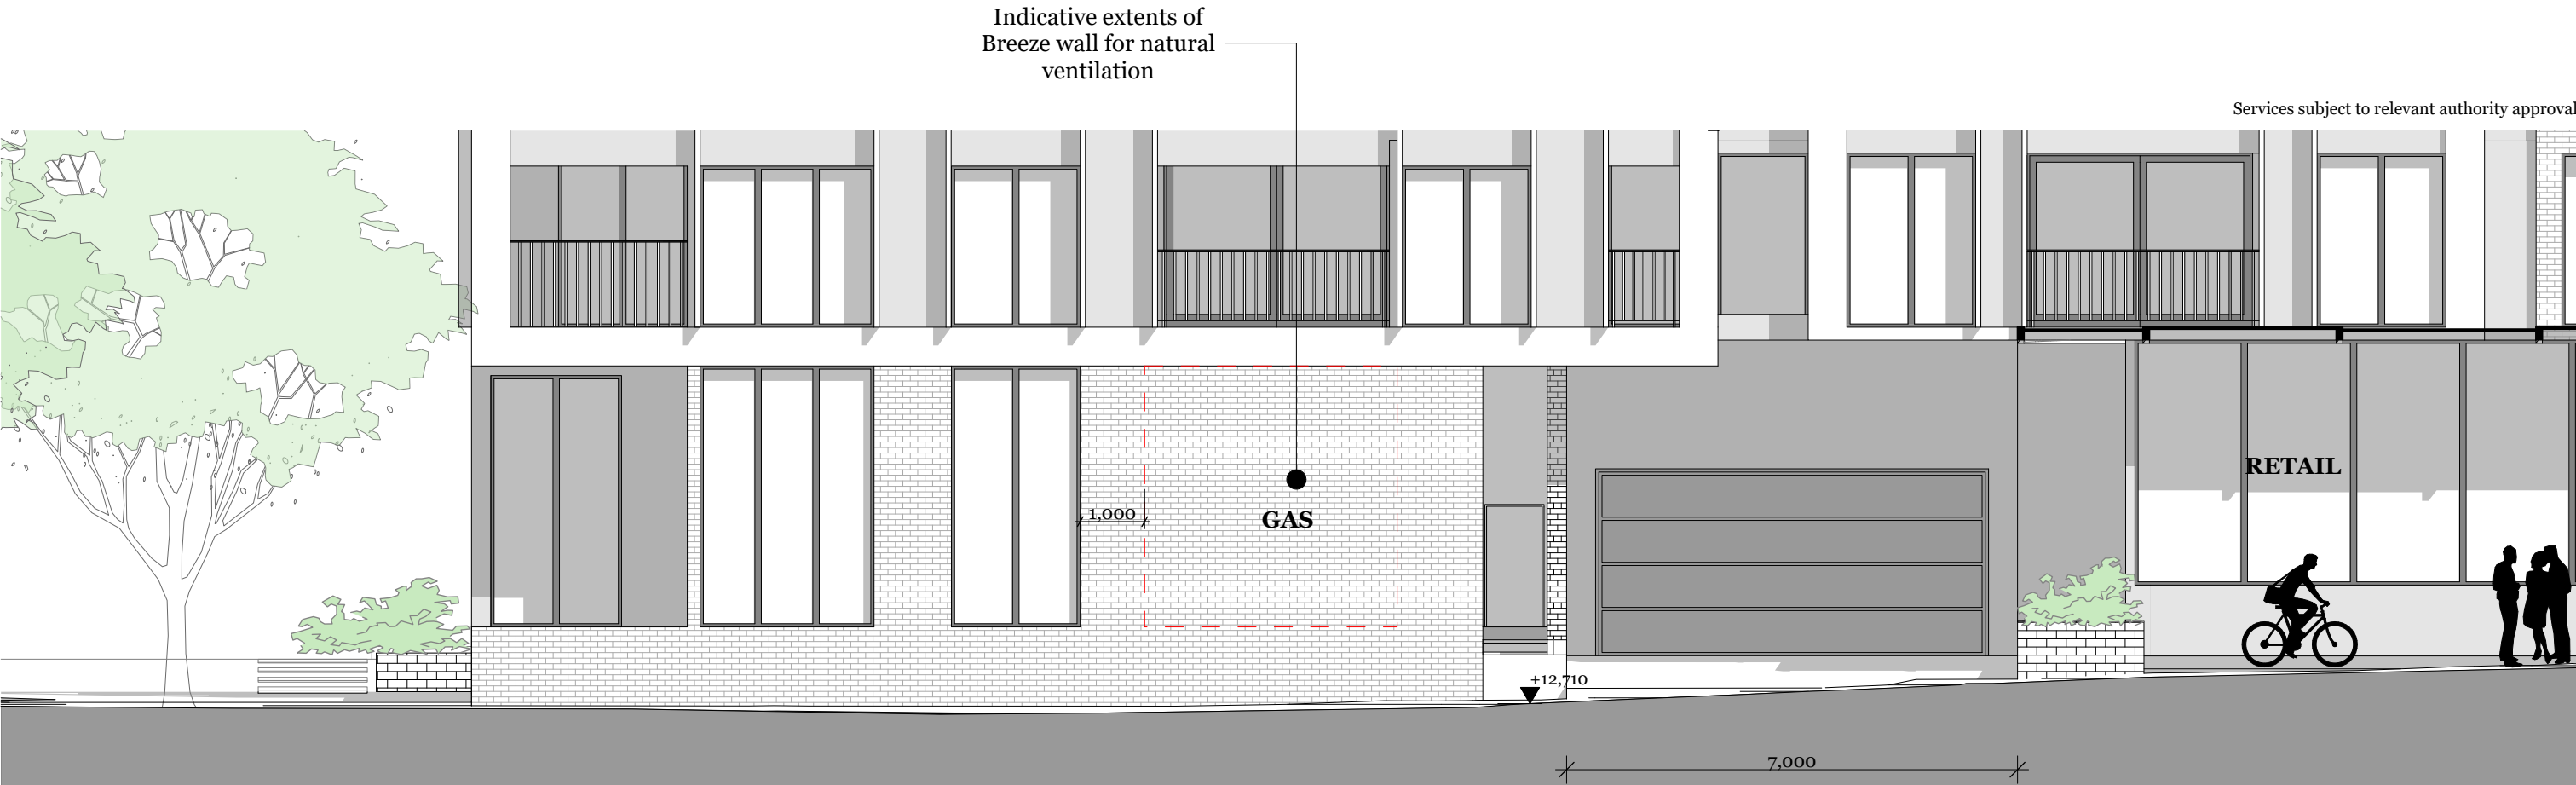 Indicative extents of
Breeze wall for natural
ventilation
Services subject to relevant authority approval
RETAIL
1,000
GAS
+12,710
7,000